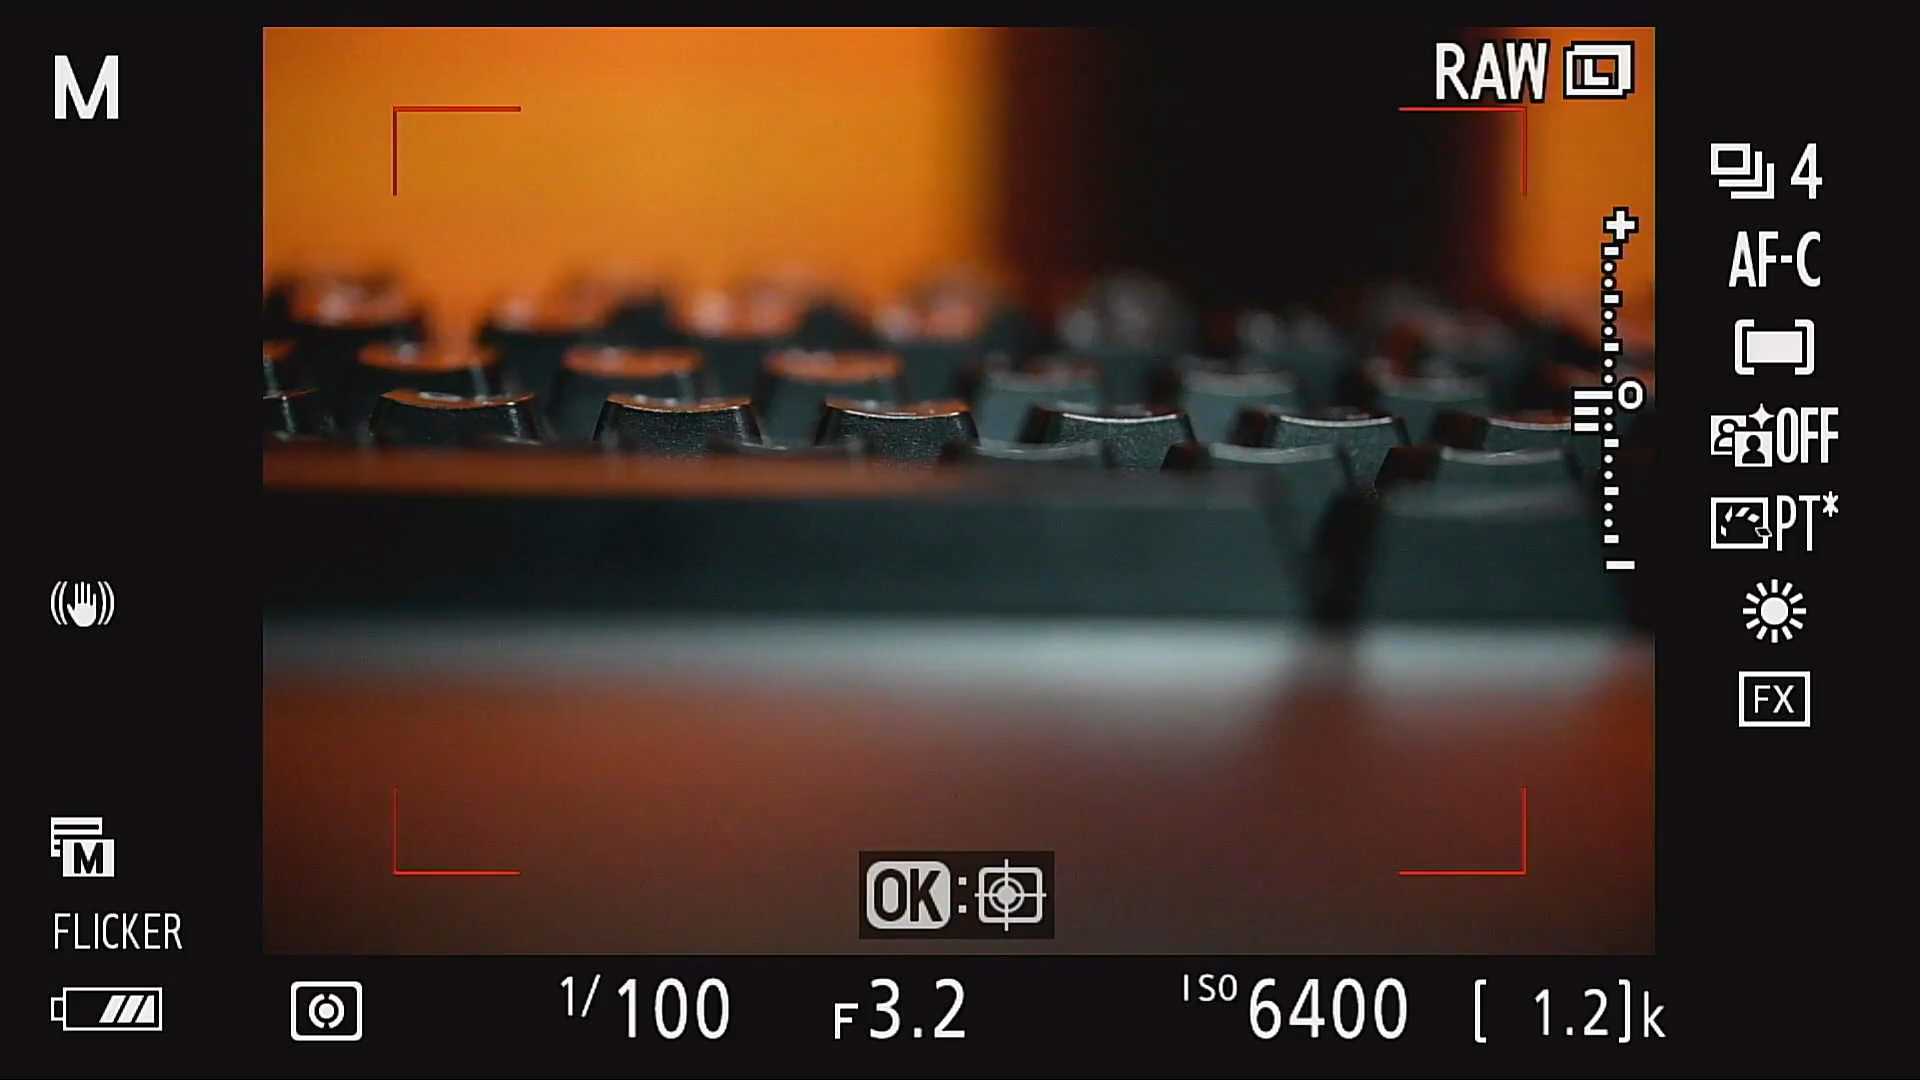 M
RAW L
4
AF-C
OFF
PT*
FX
M
FLICKER
OK:
1/100 F3.2 ISO 6400 [ 1.2]k